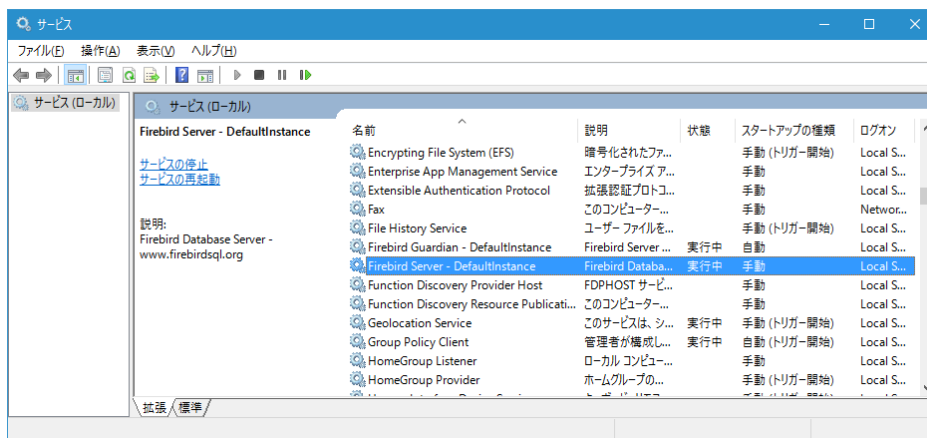 サービス
ファイル(F) 操作(A) 表示(V) ヘルプ(H)
サービス (ローカル)
サービス (ローカル)
Firebird Server - DefaultInstance
サービスの停止
サービスの再起動
説明:
Firebird Database Server -
www.firebirdsql.org
名前 説明 状態 スタートアップの種類 ログオン
Encrypting File System (EFS) 暗号化されたファ... 手動 (トリガー開始) Local S...
Enterprise App Management Service エンタープライズ ア... 手動 Local S...
Extensible Authentication Protocol 拡張認証プロトコ... 手動 Local S...
Fax このコンピューター... 手動 Networ...
File History Service ユーザー ファイルを... 手動 (トリガー開始) Local S...
Firebird Guardian - DefaultInstance Firebird Server ... 実行中 自動 Local S...
Firebird Server - DefaultInstance Firebird Databa... 実行中 手動 Local S...
Function Discovery Provider Host FDPHOST サービ... 手動 Local S...
Function Discovery Resource Publicati... このコンピューター... 手動 Local S...
Geolocation Service このサービスは、シ... 実行中 手動 (トリガー開始) Local S...
Group Policy Client 管理者が構成し... 実行中 自動 (トリガー開始) Local S...
HomeGroup Listener ローカル コンピュー... 手動 Local S...
HomeGroup Provider ホームグループの... 手動 (トリガー開始) Local S...
拡張 標準